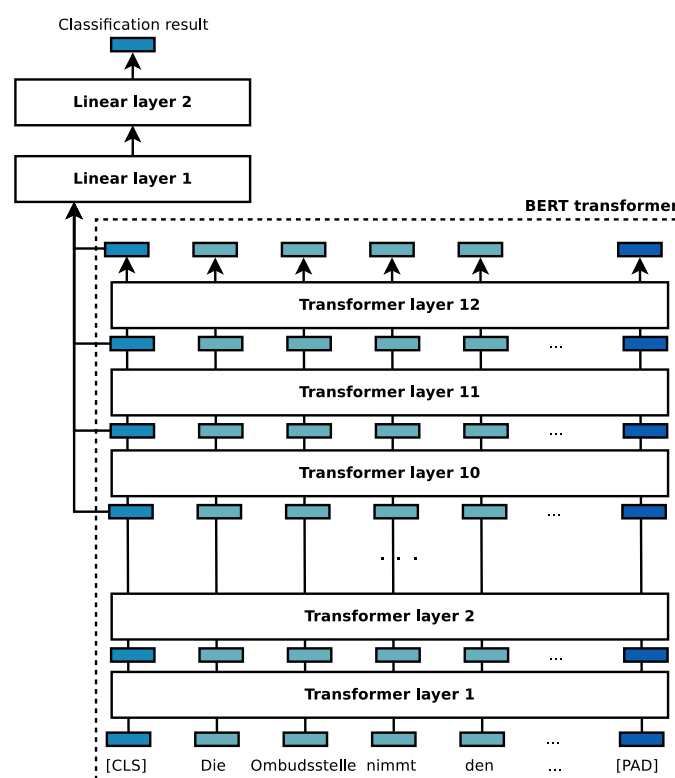 Classification result
Linear layer 2
Linear layer 1
BERT transformer
Transformer layer 12
...
Transformer layer 11
...
Transformer layer 10
...
. . .
Transformer layer 2
...
Transformer layer 1
...
[CLS] Die Ombudsstelle nimmt den ... [PAD]